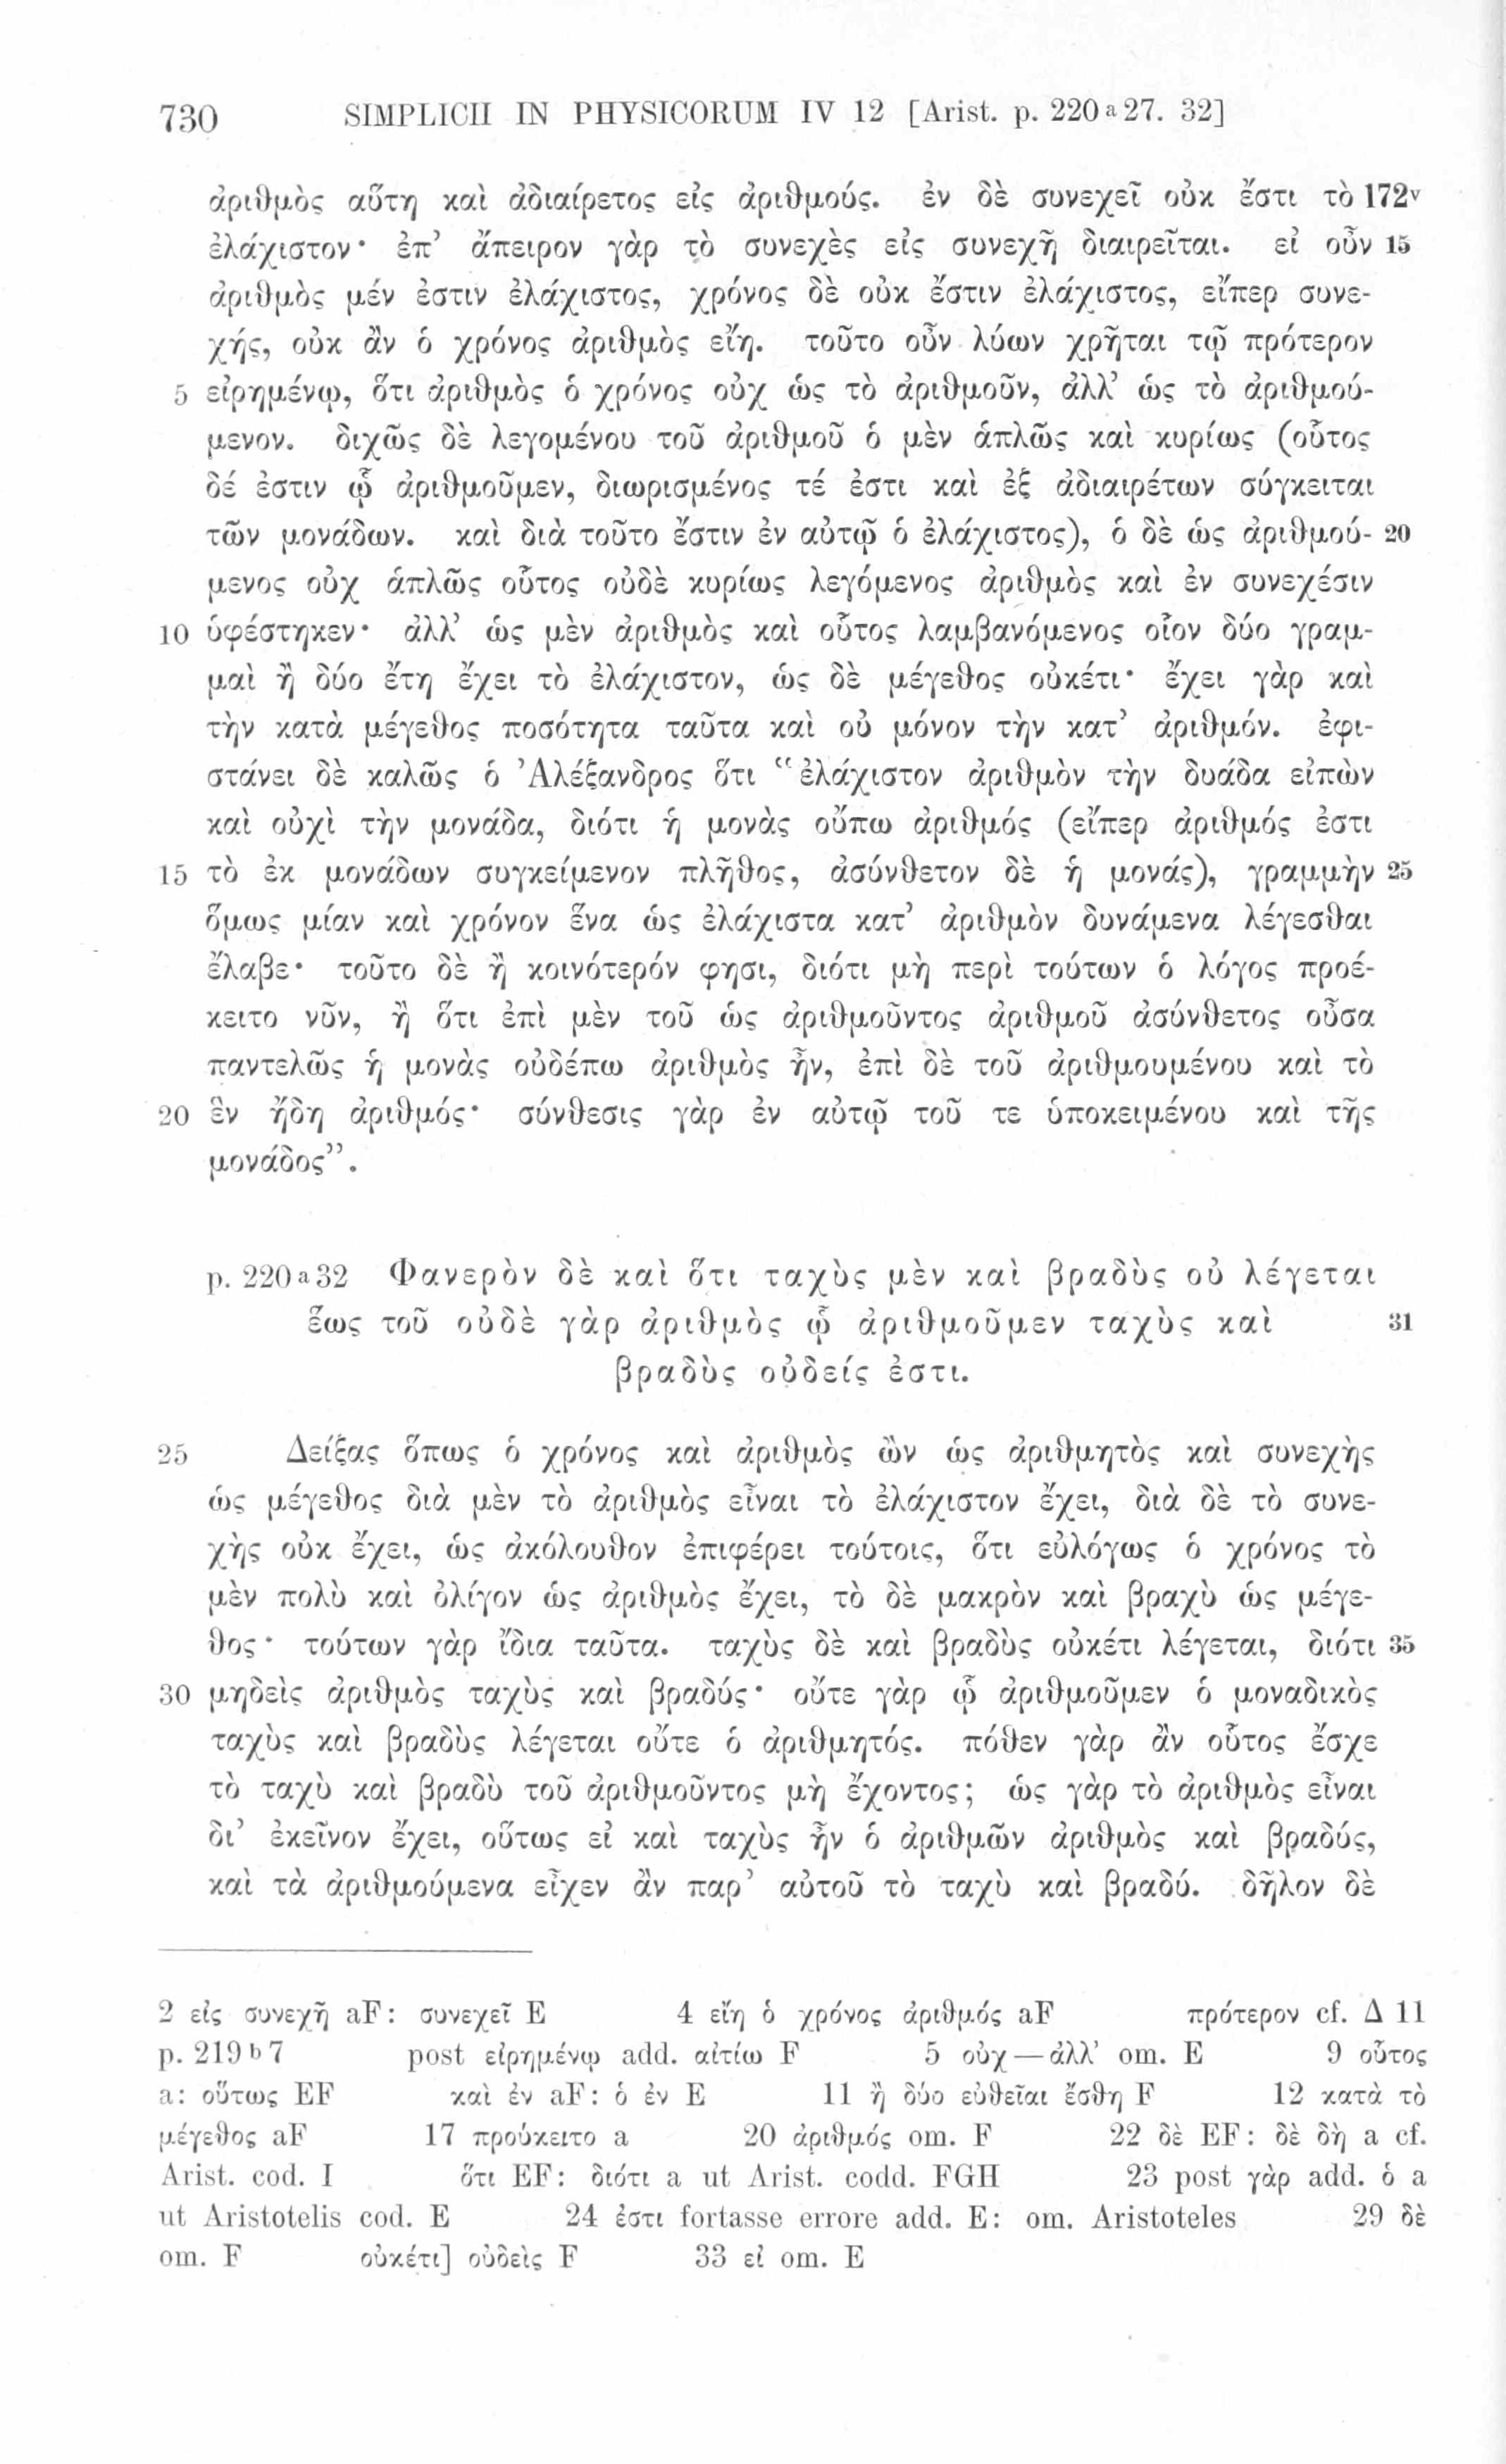 730 SIMPLICII IN PHYSICORUM IV 12 [Arist. p. 220 a 27. 32]
ἀριθμὸς αὕτη καὶ ἀδιαίρετος εἰς ἀριθμούς. ἐν δὲ συνεχεῖ οὐκ ἔστι τὸ 172v
ἐλάχιστον· ἐπ’ ἄπειρον γὰρ τὸ συνεχὲς εἰς συνεχῆ διαιρεῖται. εἰ οὖν 15
ἀριθμὸς μέν ἐστιν ἐλάχιστος, χρόνος δὲ οὐκ ἔστιν ἐλάχιστος, εἴπερ συνε-
χής, οὐκ ἂν ὁ χρόνος ἀριθμὸς εἴη. τοῦτο οὖν λύων χρῆται τῷ πρότερον
5 εἰρημένῳ, ὅτι ἀριθμὸς ὁ χρόνος οὐχ ὡς τὸ ἀριθμοῦν, ἀλλ’ ὡς τὸ ἀριθμού-
μενον. διχῶς δὲ λεγομένου τοῦ ἀριθμοῦ ὁ μὲν ἁπλῶς καὶ κυρίως (οὗτος
δέ ἐστιν ᾧ ἀριθμοῦμεν, διωρισμένος τέ ἐστι καὶ ἐξ ἀδιαιρέτων σύγκειται
τῶν μονάδων. καὶ διὰ τοῦτο ἔστιν ἐν αὐτῷ ὁ ἐλάχιστος), ὁ δὲ ὡς ἀριθμού- 20
μενος οὐχ ἁπλῶς οὗτος οὐδὲ κυρίως λεγόμενος ἀριθμὸς καὶ ἐν συνεχέσιν
10 ὑφέστηκεν· ἀλλ’ ὡς μὲν ἀριθμὸς καὶ οὗτος λαμβανόμενος οἷον δύο γραμ-
μαὶ ἢ δύο ἔτη ἔχει τὸ ἐλάχιστον, ὡς δὲ μέγεθος οὐκέτι· ἔχει γὰρ καὶ
τὴν κατὰ μέγεθος ποσότητα ταῦτα καὶ οὐ μόνον τὴν κατ’ ἀριθμόν. ἐφι-
στάνει δὲ καλῶς ὁ Ἀλέξανδρος ὅτι “ἐλάχιστον ἀριθμὸν τὴν δυάδα εἰπὼν
καὶ οὐχὶ τὴν μονάδα, διότι ἡ μονὰς οὔπω ἀριθμός (εἴπερ ἀριθμός ἐστι
15 τὸ ἐκ μονάδων συγκείμενον πλῆθος, ἀσύνθετον δὲ ἡ μονάς), γραμμὴν 25
ὅμως μίαν καὶ χρόνον ἕνα ὡς ἐλάχιστα κατ’ ἀριθμὸν δυνάμενα λέγεσθαι
ἔλαβε· τοῦτο δὲ ἢ κοινότερόν φησι, διότι μὴ περὶ τούτων ὁ λόγος προέ-
κειτο νῦν, ἢ ὅτι ἐπὶ μὲν τοῦ ὡς ἀριθμοῦντος ἀριθμοῦ ἀσύνθετος οὖσα
παντελῶς ἡ μονὰς οὐδέπω ἀριθμὸς ἦν, ἐπὶ δὲ τοῦ ἀριθμουμένου καὶ τὸ
20 ἓν ἤδη ἀριθμός· σύνθεσις γὰρ ἐν αὐτῷ τοῦ τε ὑποκειμένου καὶ τῆς
μονάδος”.
p. 220 a 32 Φανερὸν δὲ καὶ ὅτι ταχὺς μὲν καὶ βραδὺς οὐ λέγεται
ἕως τοῦ οὐδὲ γὰρ ἀριθμὸς ᾧ ἀριθμοῦμεν ταχὺς καὶ 31
βραδὺς οὐδείς ἐστι.
25 Δείξας ὅπως ὁ χρόνος καὶ ἀριθμὸς ὢν ὡς ἀριθμητὸς καὶ συνεχὴς
ὡς μέγεθος διὰ μὲν τὸ ἀριθμὸς εἶναι τὸ ἐλάχιστον ἔχει, διὰ δὲ τὸ συνε-
χὴς οὐκ ἔχει, ὡς ἀκόλουθον ἐπιφέρει τούτοις, ὅτι εὐλόγως ὁ χρόνος τὸ
μὲν πολὺ καὶ ὀλίγον ὡς ἀριθμὸς ἔχει, τὸ δὲ μακρὸν καὶ βραχὺ ὡς μέγε-
θος· τούτων γὰρ ἴδια ταῦτα. ταχὺς δὲ καὶ βραδὺς οὐκέτι λέγεται, διότι 35
30 μηδεὶς ἀριθμὸς ταχὺς καὶ βραδύς· οὔτε γὰρ ᾧ ἀριθμοῦμεν ὁ μοναδικὸς
ταχὺς καὶ βραδὺς λέγεται οὔτε ὁ ἀριθμητός. πόθεν γὰρ ἂν οὗτος ἔσχε
τὸ ταχὺ καὶ βραδὺ τοῦ ἀριθμοῦντος μὴ ἔχοντος; ὡς γὰρ τὸ ἀριθμὸς εἶναι
δι’ ἐκεῖνον ἔχει, οὕτως εἰ καὶ ταχὺς ἦν ὁ ἀριθμῶν ἀριθμὸς καὶ βραδύς,
καὶ τὰ ἀριθμούμενα εἶχεν ἂν παρ’ αὐτοῦ τὸ ταχὺ καὶ βραδύ. δῆλον δὲ
2 εἰς συνεχῆ aF: συνεχεῖ E 4 εἴη ὁ χρόνος ἀριθμός aF πρότερον cf. Δ 11
p. 219 b 7 post εἰρημένῳ add. αἰτίῳ F 5 οὐχ — ἀλλ’ om. E 9 οὗτος
a: οὕτως EF καὶ ἐν aF: ὁ ἐν E 11 ἢ δύο εὐθεῖαι ἔσθη F 12 κατὰ τὸ
μέγεθος aF 17 προύκειτο a 20 ἀριθμός om. F 22 δὲ EF: δὲ δὴ a cf.
Arist. cod. I ὅτι EF: διότι a ut Arist. codd. FGH 23 post γὰρ add. ὁ a
ut Aristotelis cod. E 24 ἐστι fortasse errore add. E: om. Aristoteles 29 δὲ
om. F οὐκέτι] οὐδεὶς F 33 εἰ om. E